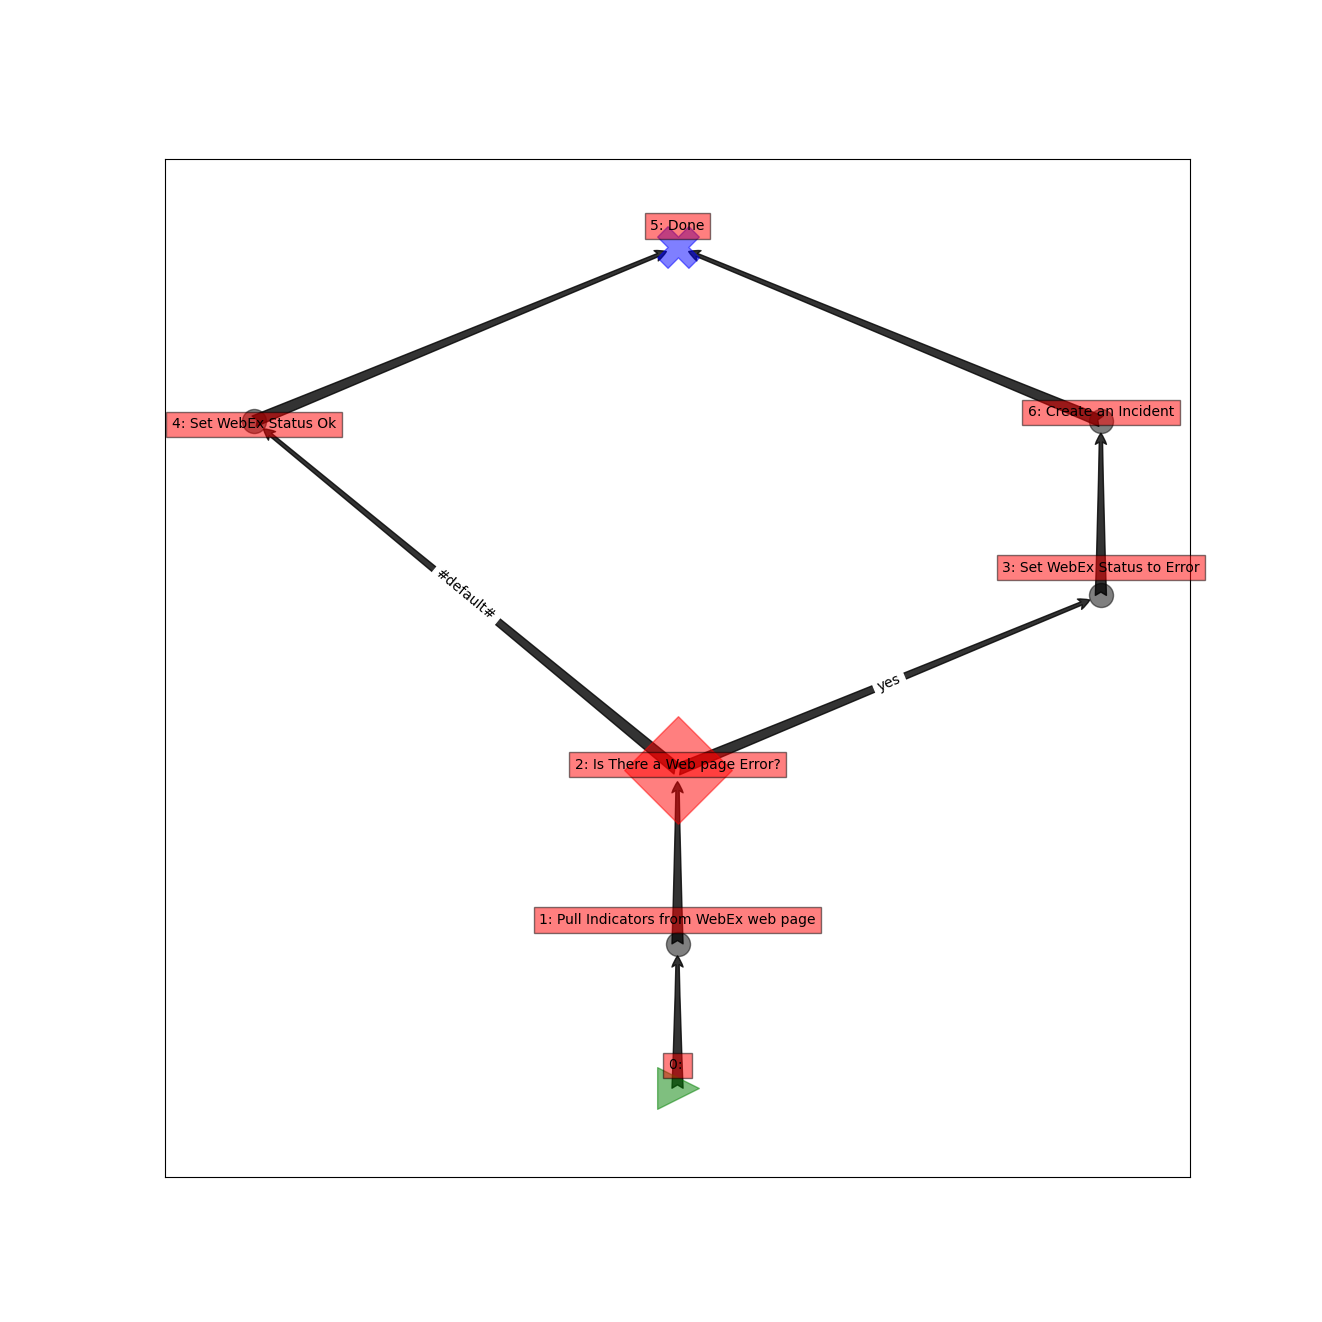 5: Done
6: Create an Incident
4: Set WebEx Status Ok
3: Set WebEx Status to Error
#default#
yes
2: Is There a Web page Error?
1: Pull Indicators from WebEx web page
0: